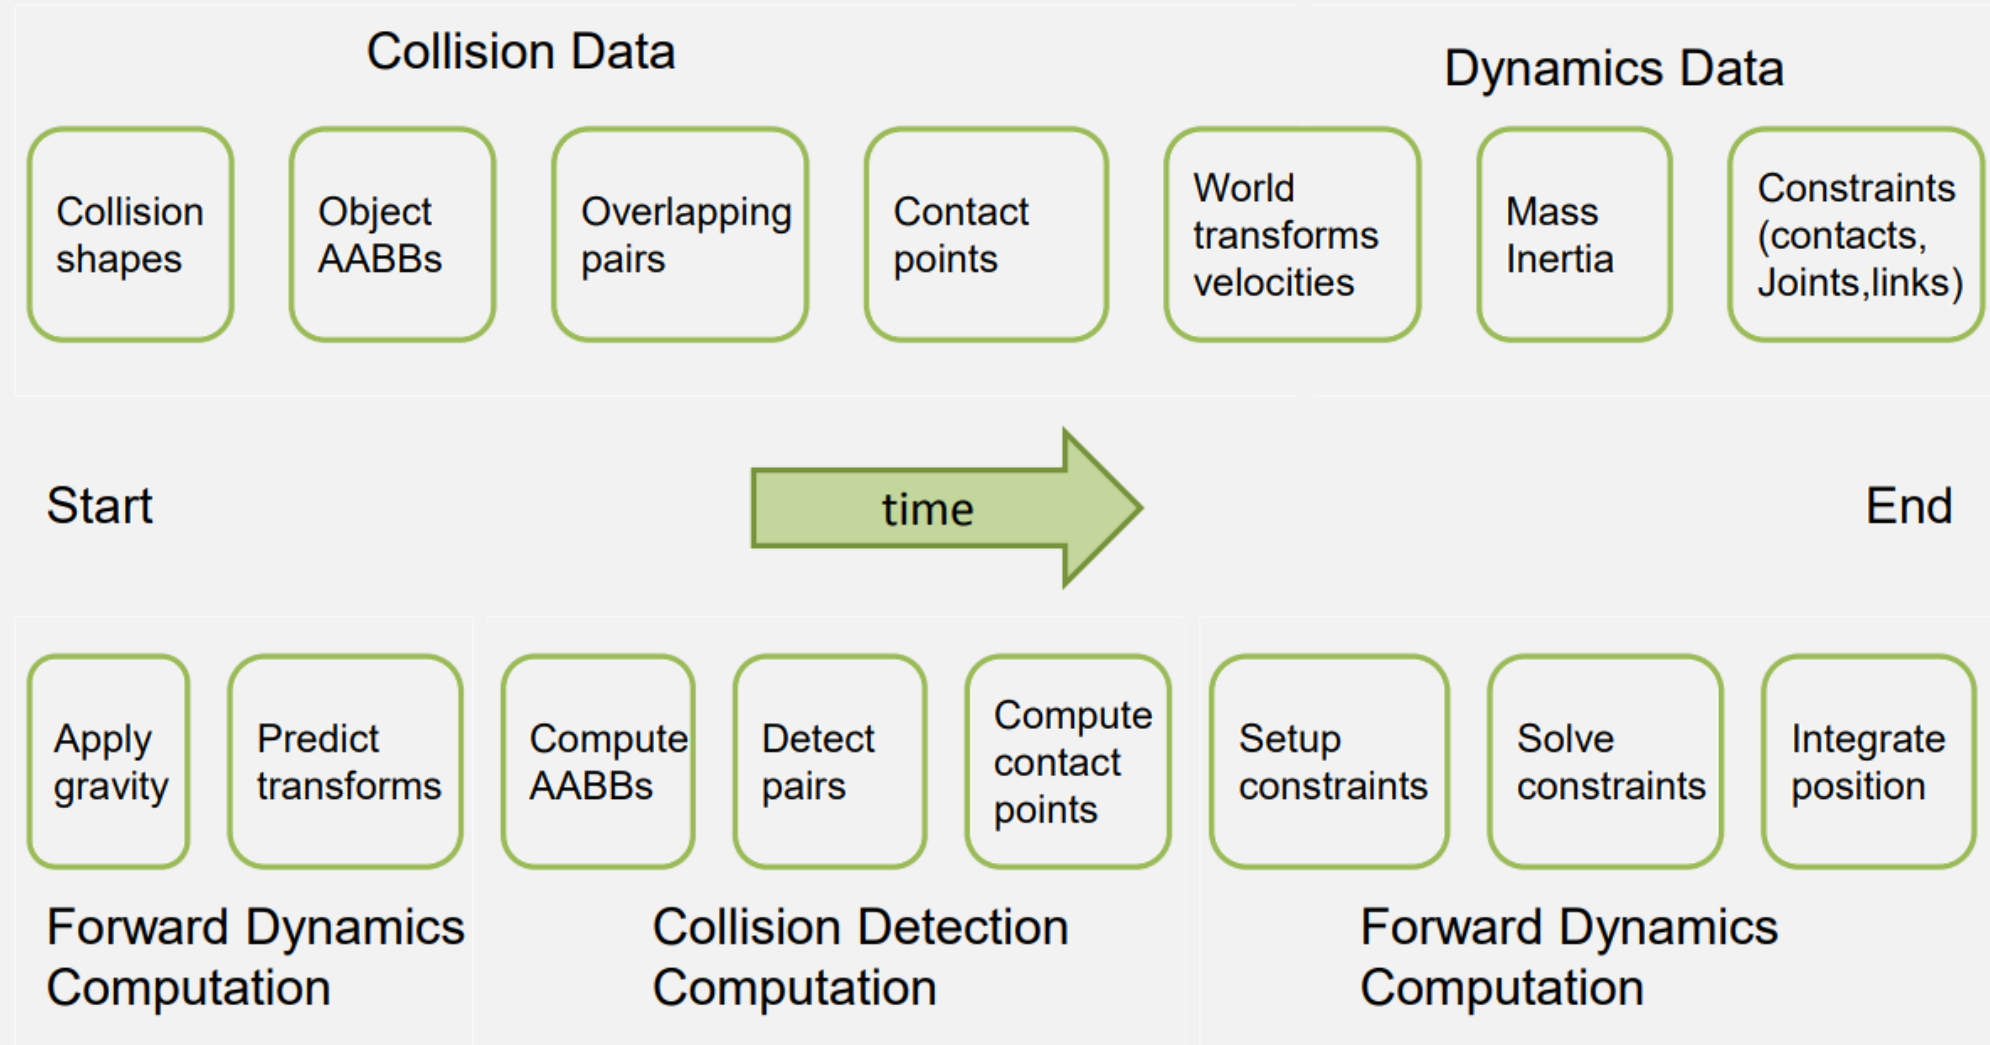 Collision Data
Dynamics Data
Collision
shapes
Object
AABBs
Overlapping
pairs
Contact
points
World
transforms
velocities
Mass
Inertia
Constraints
(contacts,
Joints,links)
Start
time
End
Apply
gravity
Predict
transforms
Compute
AABBs
Detect
pairs
Compute
contact
points
Setup
constraints
Solve
constraints
Integrate
position
Forward Dynamics
Computation
Collision Detection
Computation
Forward Dynamics
Computation